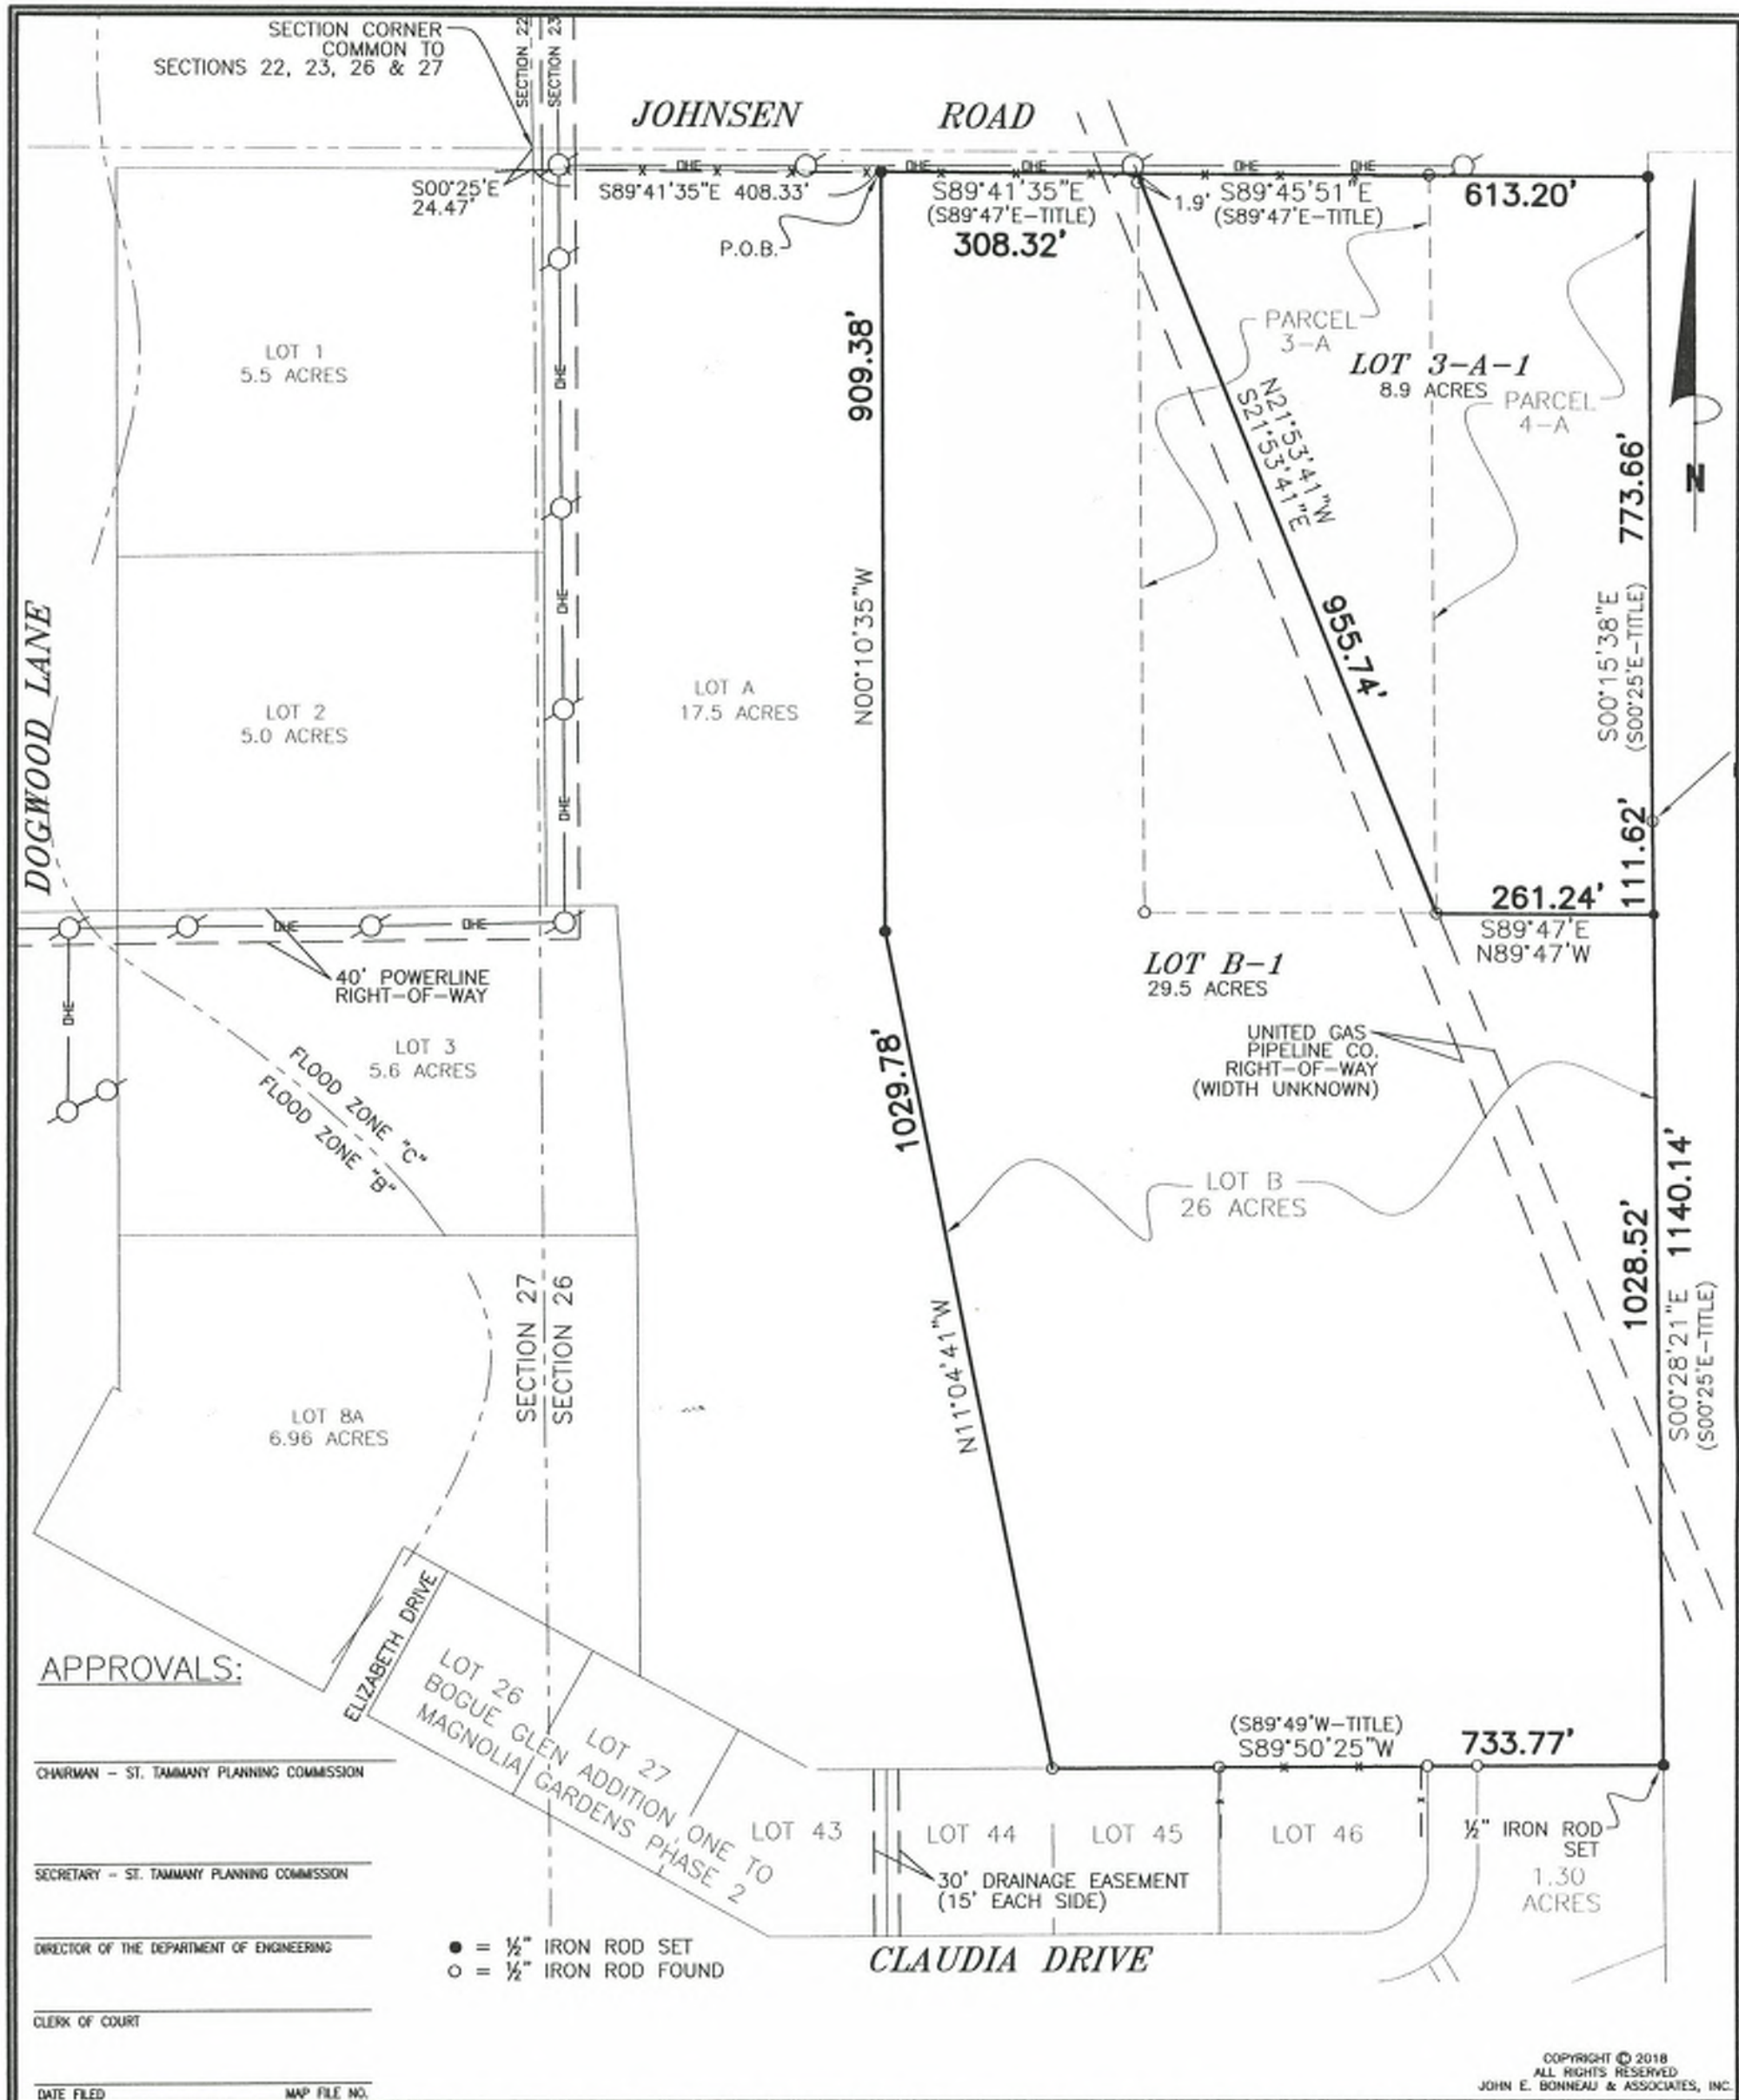 SECTION CORNER
COMMON TO
SECTIONS 22, 23, 26 & 27
SECTION 22
SECTION 23
JOHNSEN ROAD
OHE
OHE
OHE
OHE
OHE
S00°25'E
24.47'
S89°41'35"E 408.33'
P.O.B.
S89°41'35"E
(S89°47'E-TITLE)
308.32'
1.9'
S89°45'51"E
(S89°47'E-TITLE)
613.20'
LOT 1
5.5 ACRES
909.38'
N00°10'35"W
PARCEL
3-A
LOT 3-A-1
8.9 ACRES
PARCEL
4-A
N21°53'41"W
S21°53'41"E
955.74'
773.66'
S00°15'38"E
(S00°25'E-TITLE)
N
OHE
OHE
OHE
DOGWOOD LANE
LOT 2
5.0 ACRES
LOT A
17.5 ACRES
111.62'
261.24'
S89°47'E
N89°47'W
OHE
OHE
OHE
40' POWERLINE
RIGHT-OF-WAY
LOT B-1
29.5 ACRES
LOT 3
5.6 ACRES
FLOOD ZONE "C"
FLOOD ZONE "B"
1029.78'
N11°04'41"W
UNITED GAS
PIPELINE CO.
RIGHT-OF-WAY
(WIDTH UNKNOWN)
LOT B
26 ACRES
1028.52'
1140.14'
S00°28'21"E
(S00°25'E-TITLE)
SECTION 27
SECTION 26
LOT 8A
6.96 ACRES
ELIZABETH DRIVE
LOT 26
BOGUE GLEN ADDITION ONE TO
MAGNOLIA GARDENS PHASE 2
LOT 27
(S89°49'W-TITLE)
S89°50'25"W
733.77'
LOT 43
LOT 44
LOT 45
LOT 46
½" IRON ROD
SET
1.30
ACRES
30' DRAINAGE EASEMENT
(15' EACH SIDE)
CLAUDIA DRIVE
APPROVALS:
CHAIRMAN - ST. TAMMANY PLANNING COMMISSION
SECRETARY - ST. TAMMANY PLANNING COMMISSION
DIRECTOR OF THE DEPARTMENT OF ENGINEERING
CLERK OF COURT
DATE FILED MAP FILE NO.
● = ½" IRON ROD SET
○ = ½" IRON ROD FOUND
COPYRIGHT © 2018
ALL RIGHTS RESERVED
JOHN E. BONNEAU & ASSOCIATES, INC.